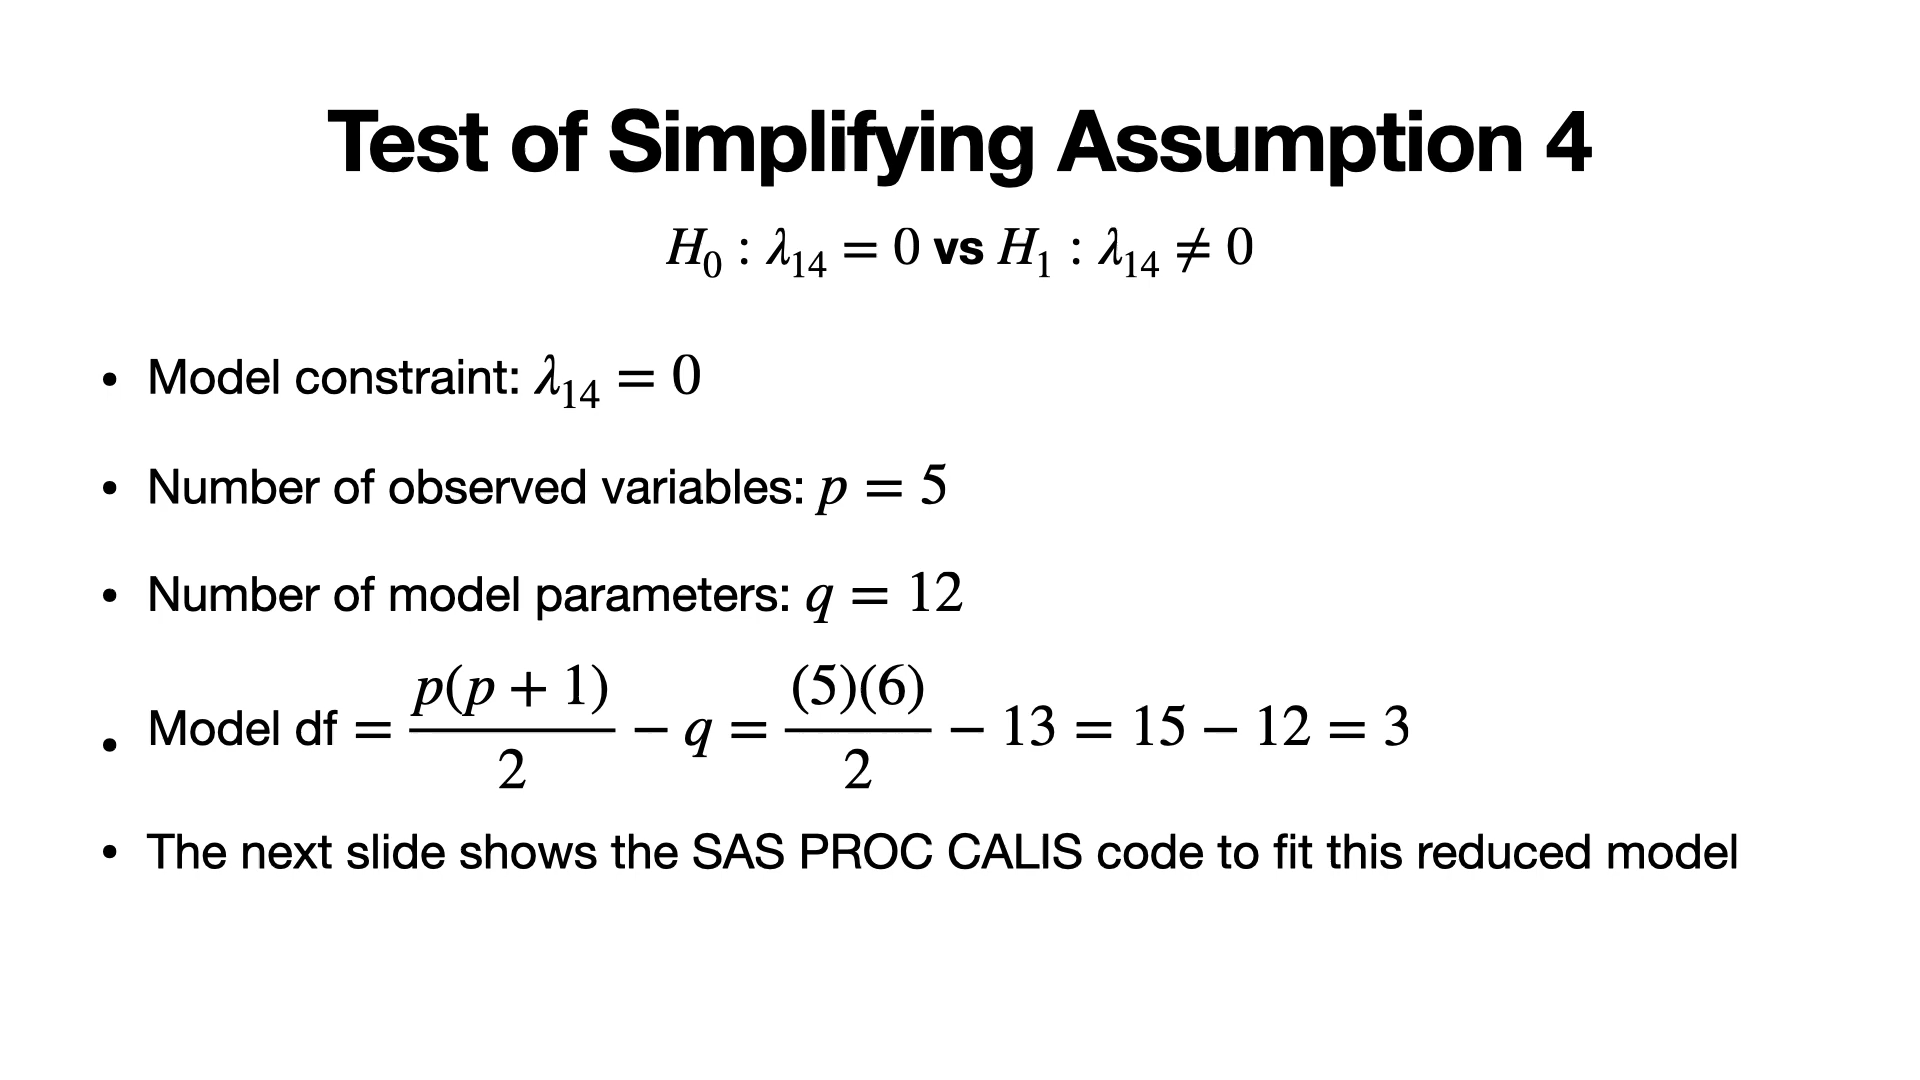 Test of Simplifying Assumption 4
H₀ : λ₁₄ = 0 vs H₁ : λ₁₄ ≠ 0
• Model constraint: λ₁₄ = 0
• Number of observed variables: p = 5
• Number of model parameters: q = 12
• Model df = p(p + 1)/2 − q = (5)(6)/2 − 13 = 15 − 12 = 3
• The next slide shows the SAS PROC CALIS code to fit this reduced model